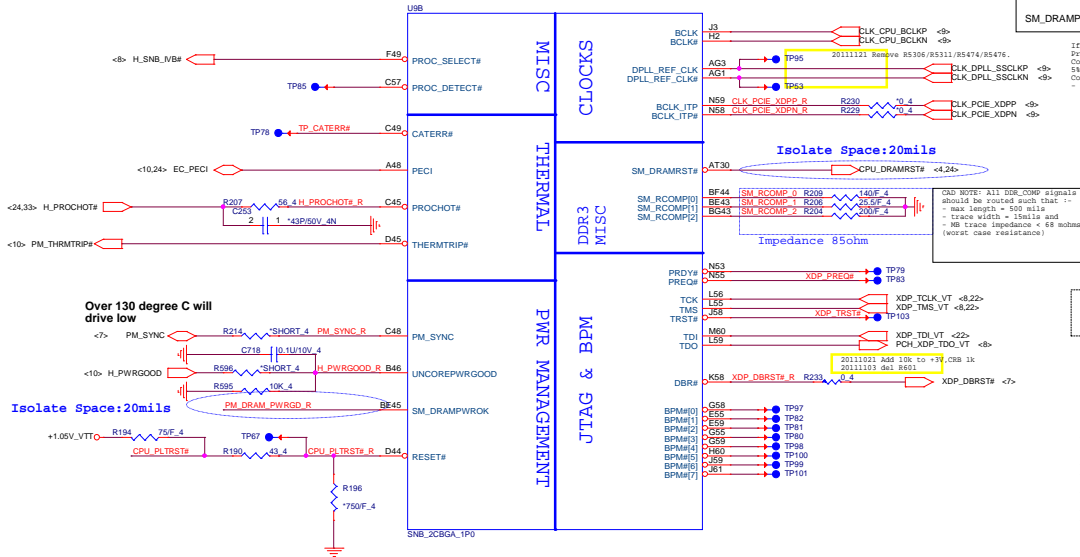 U9B
SM_DRAMP
MISC
CLOCKS
THERMAL
DDR3
MISC
PWR MANAGEMENT
JTAG & BPM
<8> H_SNB_IVB# F49 PROC_SELECT#
TP85 C57 PROC_DETECT#
TP78 TP_CATERR# C49 CATERR#
<10,24> EC_PECI A48 PECI
<24,33> H_PROCHOT# R207 56_4 H_PROCHOT#_R C45 PROCHOT#
C253
2 1 *43P/50V_4N
<10> PM_THRMTRIP# D45 THERMTRIP#
Over 130 degree C will
drive low
<7> PM_SYNC R214 *SHORT_4 PM_SYNC_R C48 PM_SYNC
C718 0.1U/10V_4
<10> H_PWRGOOD R596 *SHORT_4 H_PWRGOOD_R B46 UNCOREPWRGOOD
R595 10K_4
Isolate Space:20mils
PM_DRAM_PWRGD_R BE45 SM_DRAMPWROK
+1.05V_VTT R194 75/F_4 TP67
CPU_PLTRST# R190 43_4 CPU_PLTRST#_R D44 RESET#
R196
*750/F_4
SNB_2CBGA_1P0
BCLK J3 CLK_CPU_BCLKP <9>
BCLK# H2 CLK_CPU_BCLKN <9>
20111121 Remove R5306/R5311/R5474/R5476.
TP95
DPLL_REF_CLK AG3 CLK_DPLL_SSCLKP <9>
DPLL_REF_CLK# AG1 CLK_DPLL_SSCLKN <9>
TP53
BCLK_ITP N59 CLK_PCIE_XDPP_R R230 *0_4 CLK_PCIE_XDPP <9>
BCLK_ITP# N58 CLK_PCIE_XDPN_R R229 *0_4 CLK_PCIE_XDPN <9>
Isolate Space:20mils
SM_DRAMRST# AT30 CPU_DRAMRST# <4,24>
SM_RCOMP[0] BF44 SM_RCOMP_0 R209 140/F_4
SM_RCOMP[1] BE43 SM_RCOMP_1 R206 25.5/F_4
SM_RCOMP[2] BG43 SM_RCOMP_2 R204 200/F_4
Impedance 85ohm
CAD NOTE: All DDR_COMP signals
should be routed such that :-
- max length = 500 mils
- trace width = 15mils and
- MB trace impedance < 68 mohms
(worst case resistance)
PRDY# N53 TP79
PREQ# N55 XDP_PREQ# TP83
TCK L56 XDP_TCLK_VT <8,22>
TMS L55 XDP_TMS_VT <8,22>
TRST# J58 XDP_TRST# TP103
TDI M60 XDP_TDI_VT <22>
TDO L59 PCH_XDP_TDO_VT <8>
20111021 Add 10k to +3V,CRB 1k
20111103 del R601
DBR# K58 XDP_DBRST#_R R233 0_4 XDP_DBRST# <7>
BPM#[0] G58 TP97
BPM#[1] E55 TP82
BPM#[2] E59 TP81
BPM#[3] G55 TP80
BPM#[4] G59 TP98
BPM#[5] H60 TP100
BPM#[6] J59 TP99
BPM#[7] J61 TP101